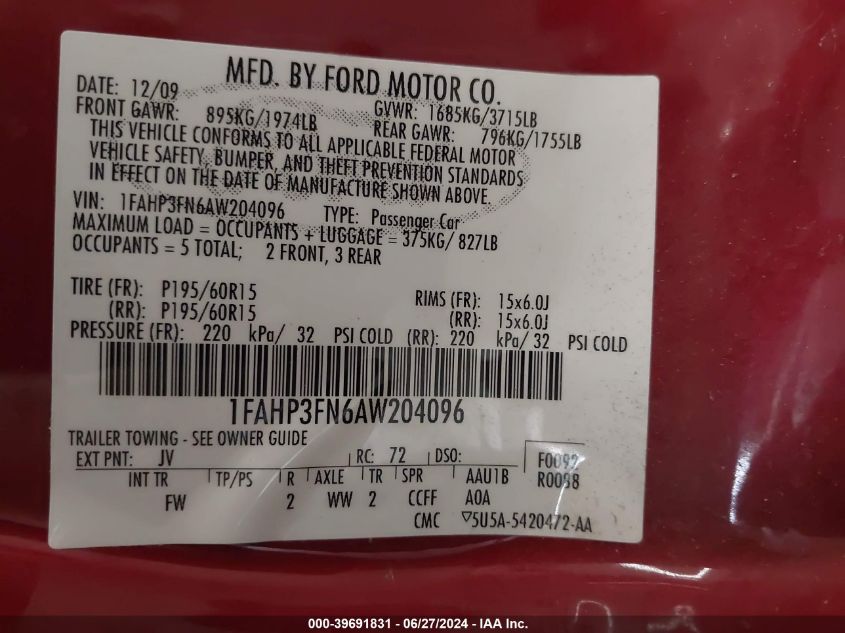 MFD. BY FORD MOTOR CO.
DATE: 12/09 GVWR: 1685KG/3715LB
FRONT GAWR: 895KG/1974LB REAR GAWR: 796KG/1755LB
THIS VEHICLE CONFORMS TO ALL APPLICABLE FEDERAL MOTOR
VEHICLE SAFETY, BUMPER, AND THEFT PREVENTION STANDARDS
IN EFFECT ON THE DATE OF MANUFACTURE SHOWN ABOVE.
VIN: 1FAHP3FN6AW204096 TYPE: Passenger Car
MAXIMUM LOAD = OCCUPANTS + LUGGAGE = 375KG/ 827LB
OCCUPANTS = 5 TOTAL; 2 FRONT, 3 REAR
TIRE (FR): P195/60R15 RIMS (FR): 15x6.0J
(RR): P195/60R15 (RR): 15x6.0J
PRESSURE (FR): 220 kPa/ 32 PSI COLD (RR): 220 kPa/ 32 PSI COLD
1FAHP3FN6AW204096
TRAILER TOWING - SEE OWNER GUIDE
EXT PNT: JV RC: 72 DSO: F0092
INT TR TP/PS R AXLE TR SPR AAU1B R0098
FW 2 WW 2 CCFF AOA
CMC ▽5U5A-5420472-AA
000-39691831 - 06/27/2024 - IAA Inc.